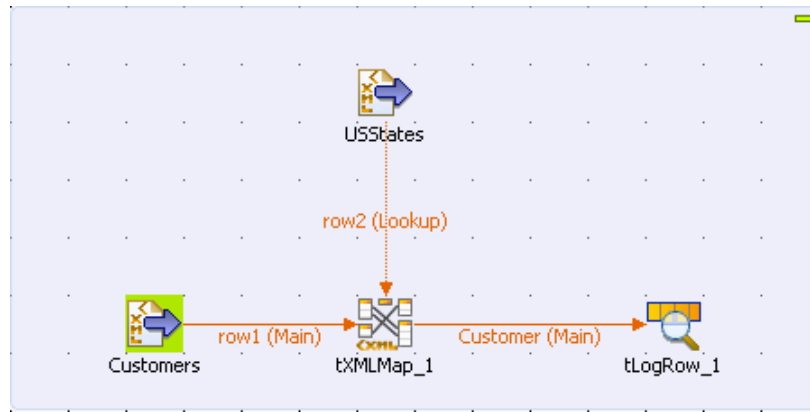 USStates
row2 (Lookup)
row1 (Main)
Customer (Main)
Customers
tXMLMap_1
tLogRow_1